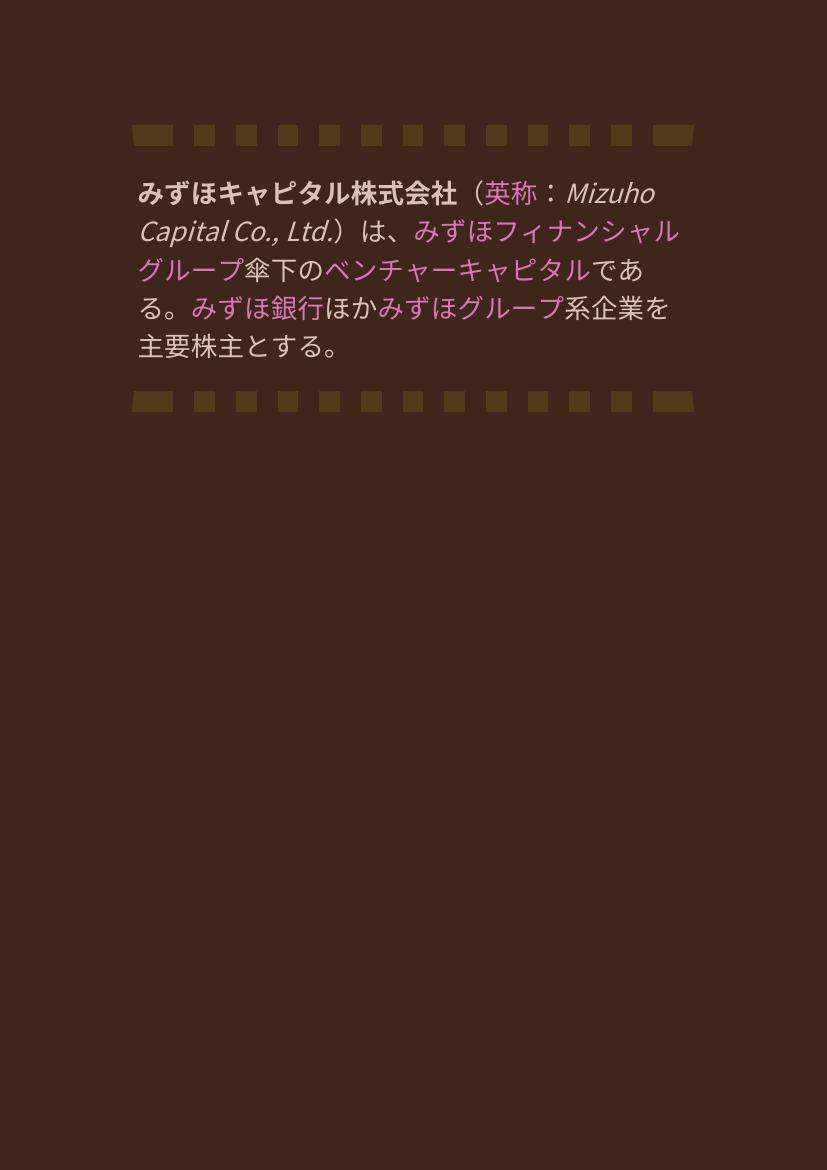 みずほキャピタル株式会社（英称：Mizuho
Capital Co., Ltd.）は、みずほフィナンシャル
グループ傘下のベンチャーキャピタルであ
る。みずほ銀行ほかみずほグループ系企業を
主要株主とする。